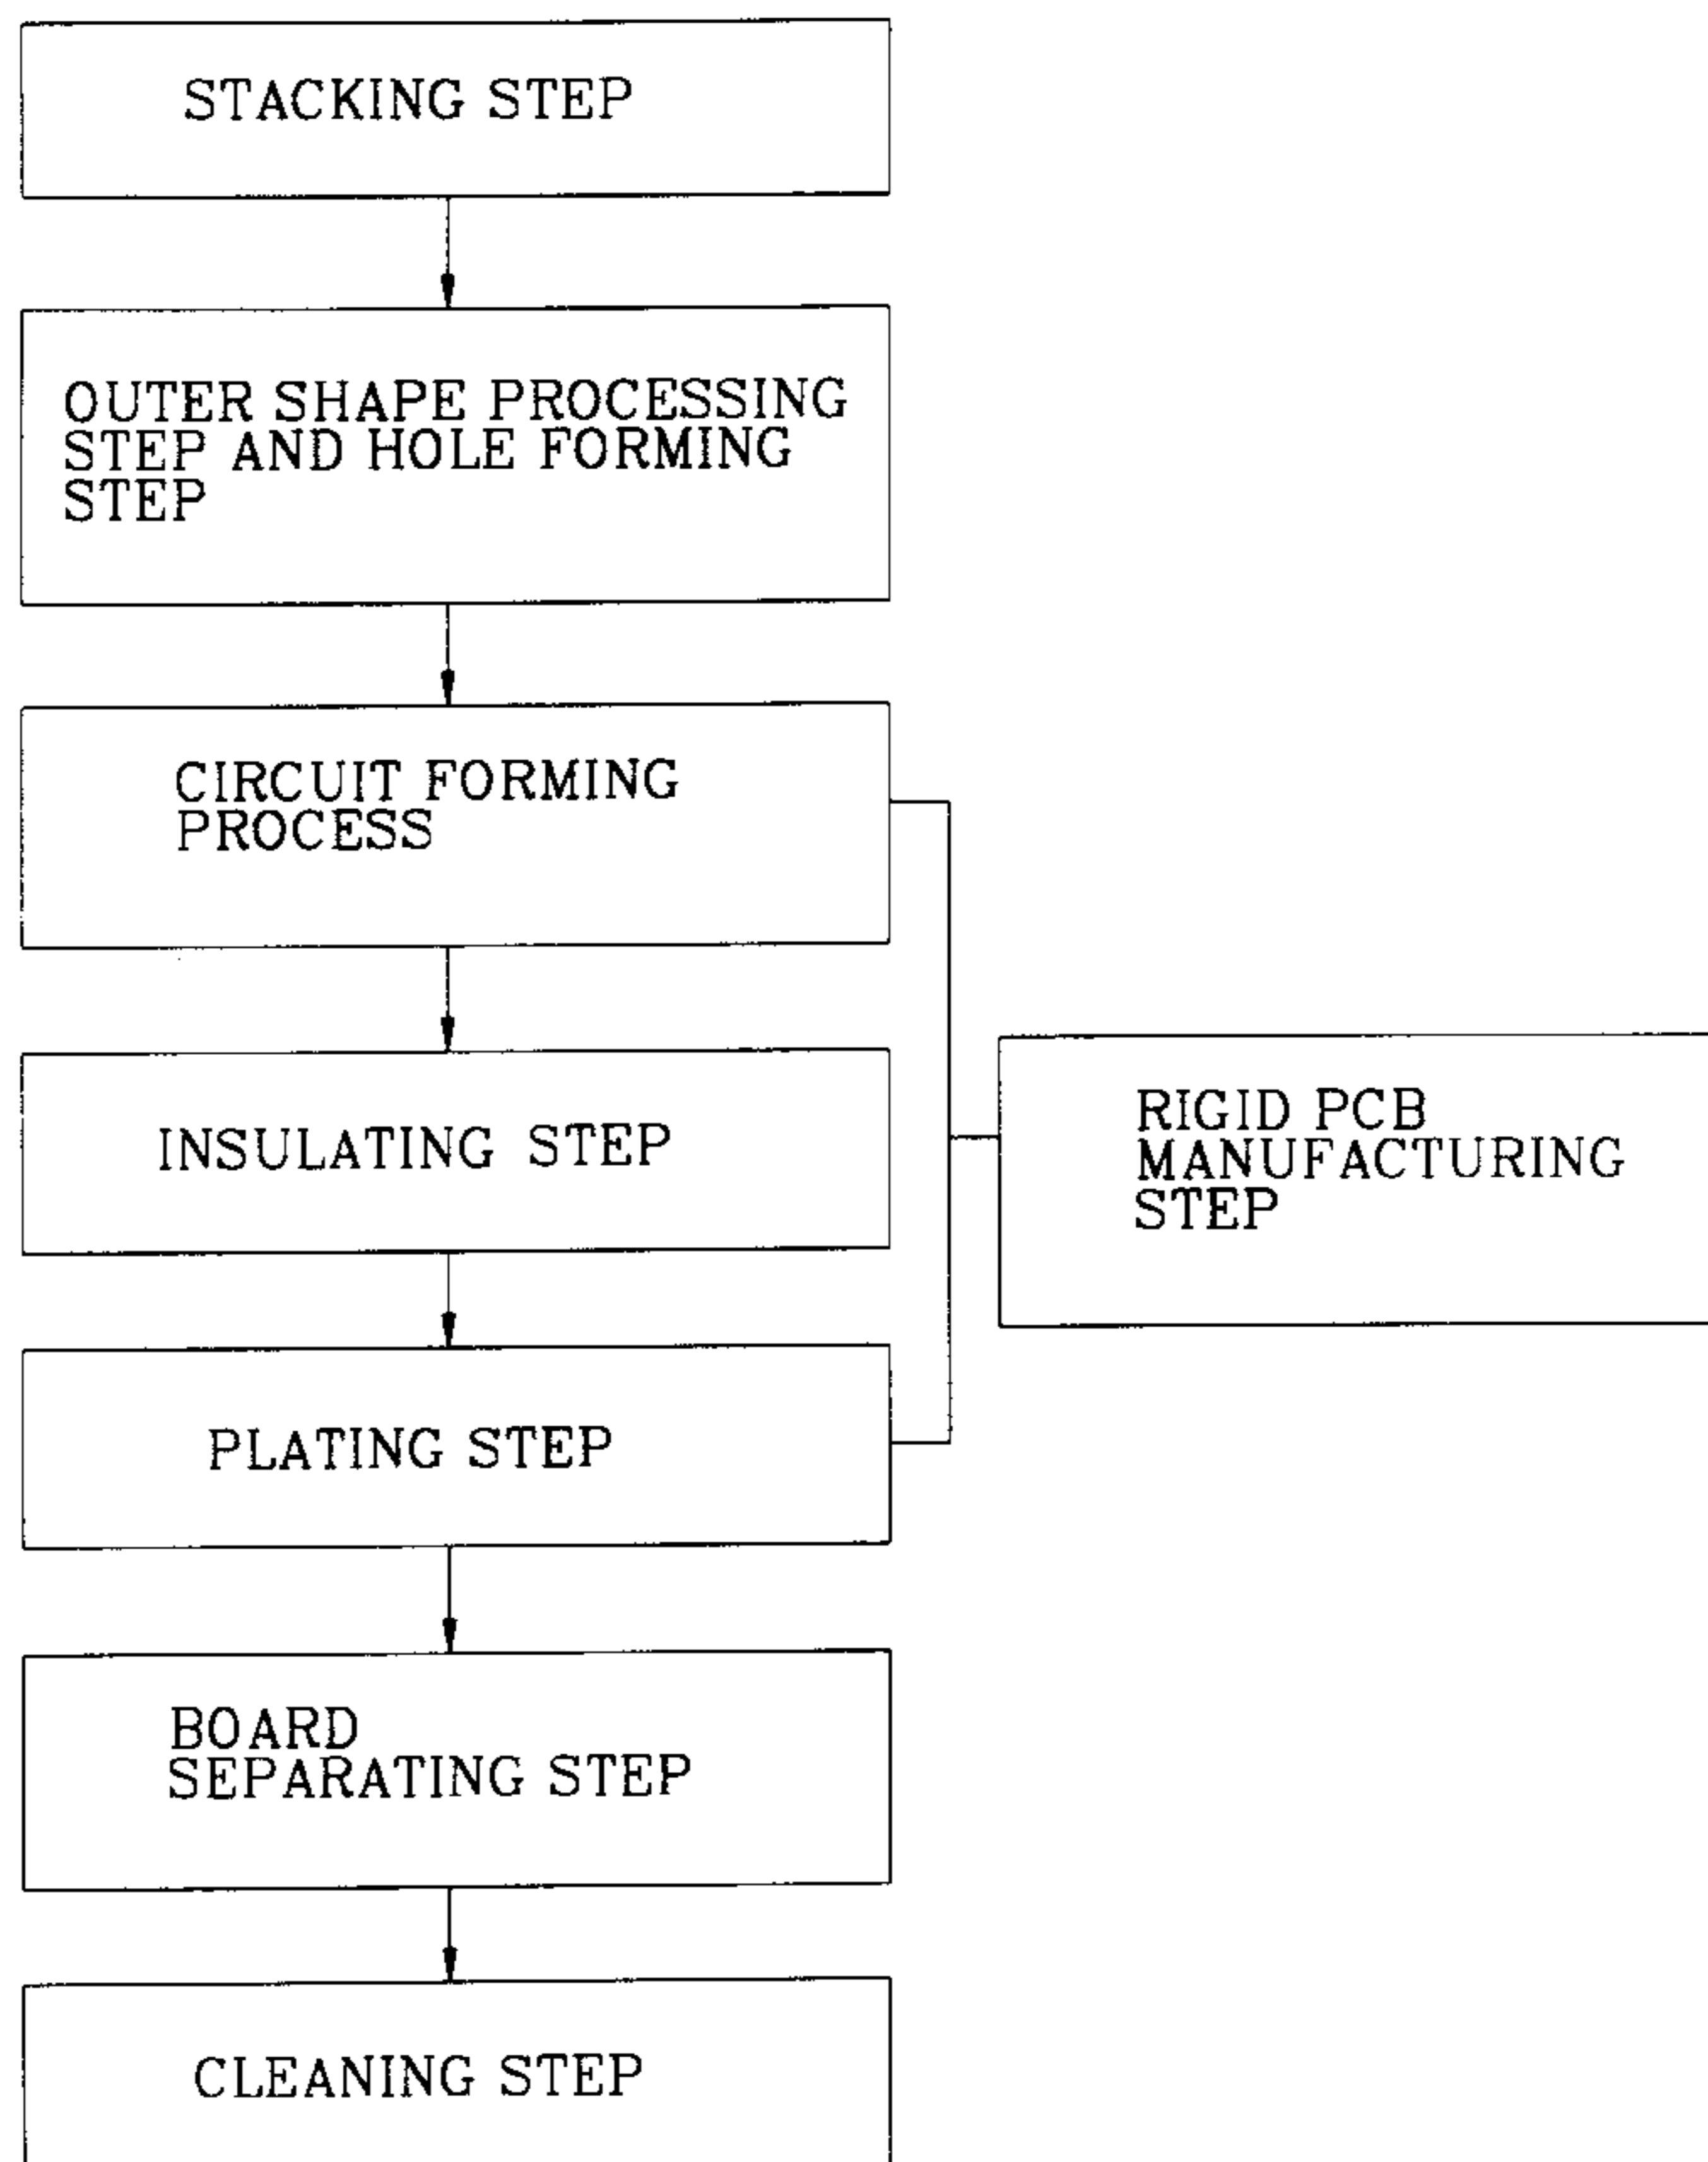 STACKING STEP
OUTER SHAPE PROCESSING
STEP AND HOLE FORMING
STEP
CIRCUIT FORMING
PROCESS
INSULATING STEP
RIGID PCB
MANUFACTURING
STEP
PLATING STEP
BOARD
SEPARATING STEP
CLEANING STEP